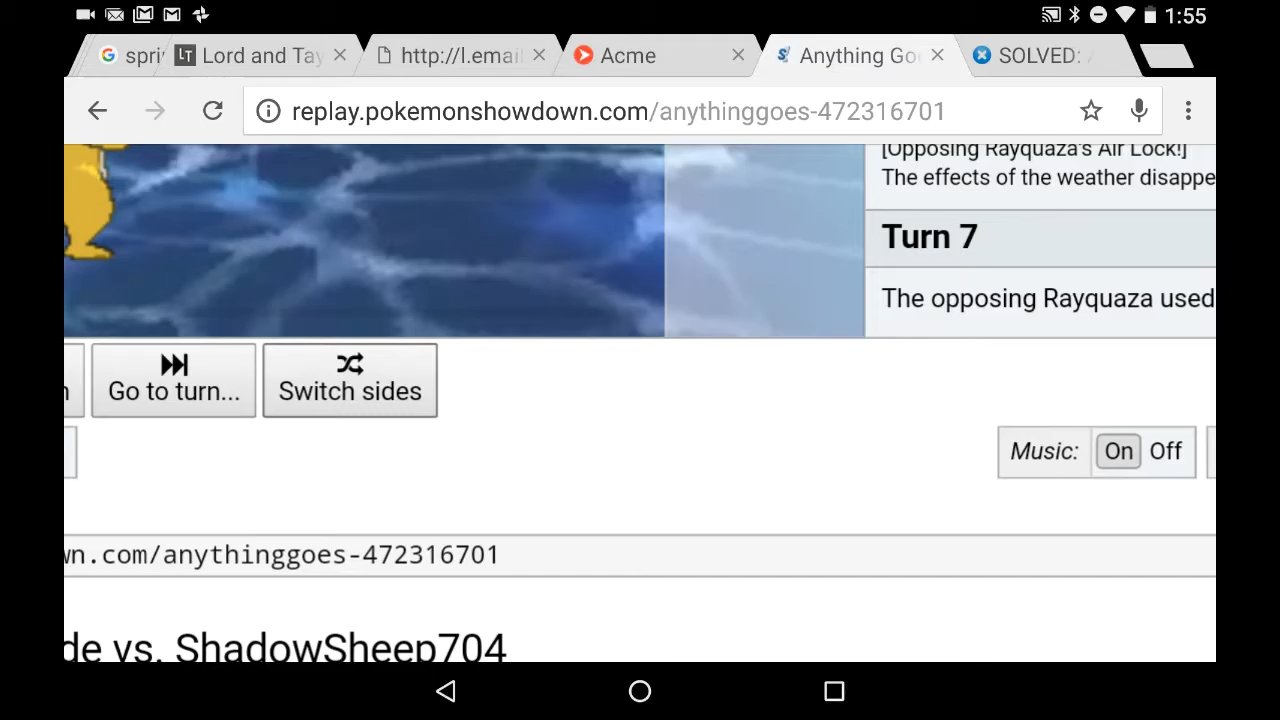 1:55
spri
Lord and Tay
http://l.email
Acme
Anything Go
SOLVED:
replay.pokemonshowdown.com/anythinggoes-472316701
[Opposing Rayquaza's Air Lock!]
The effects of the weather disappe
Turn 7
The opposing Rayquaza used
n
Go to turn...
Switch sides
Music: On Off
wn.com/anythinggoes-472316701
de vs. ShadowSheep704